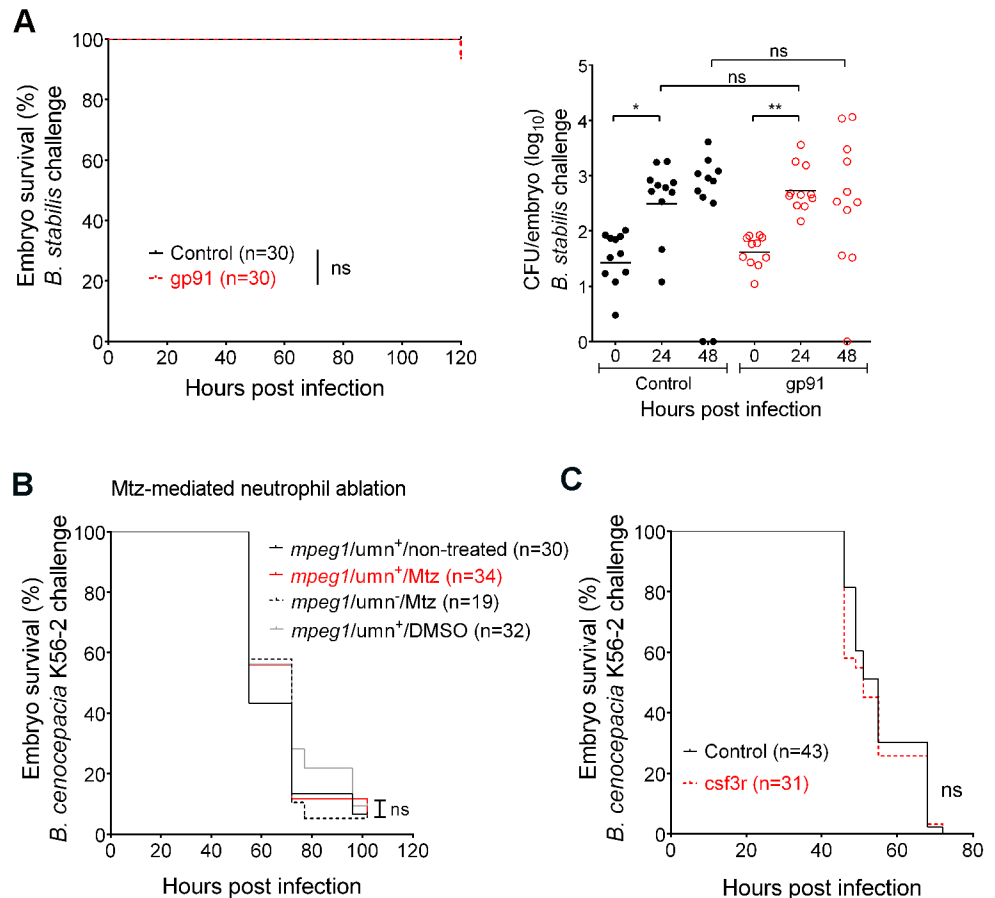 A
Embryo survival (%)
B. stabilis challenge
100
80
60
40
20
0
Control (n=30)
gp91 (n=30)
ns
0 20 40 60 80 100 120
Hours post infection
CFU/embryo (log10)
B. stabilis challenge
5
4
3
2
1
0
ns
ns
* **
0 24 48 0 24 48
Control gp91
Hours post infection
B
Mtz-mediated neutrophil ablation
Embryo survival (%)
B. cenocepacia K56-2 challenge
100
80
60
40
20
0
mpeg1/umn+/non-treated (n=30)
mpeg1/umn+/Mtz (n=34)
mpeg1/umn-/Mtz (n=19)
mpeg1/umn+/DMSO (n=32)
ns
0 20 40 60 80 100 120
Hours post infection
C
Embryo survival (%)
B. cenocepacia K56-2 challenge
100
80
60
40
20
0
Control (n=43)
csf3r (n=31)
ns
0 20 40 60 80
Hours post infection